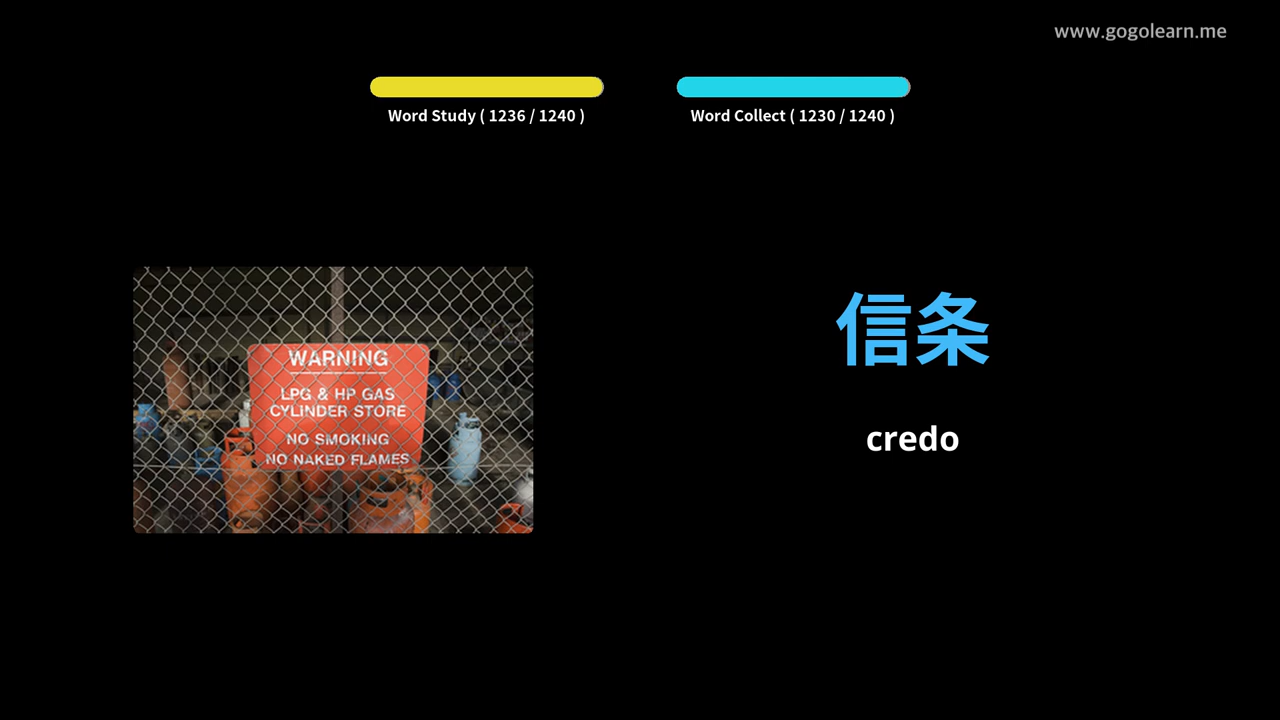 www.gogolearn.me
Word Study ( 1236 / 1240 )
Word Collect ( 1230 / 1240 )
WARNING
LPG & HP GAS
CYLINDER STORE
NO SMOKING
NO NAKED FLAMES
信条
credo